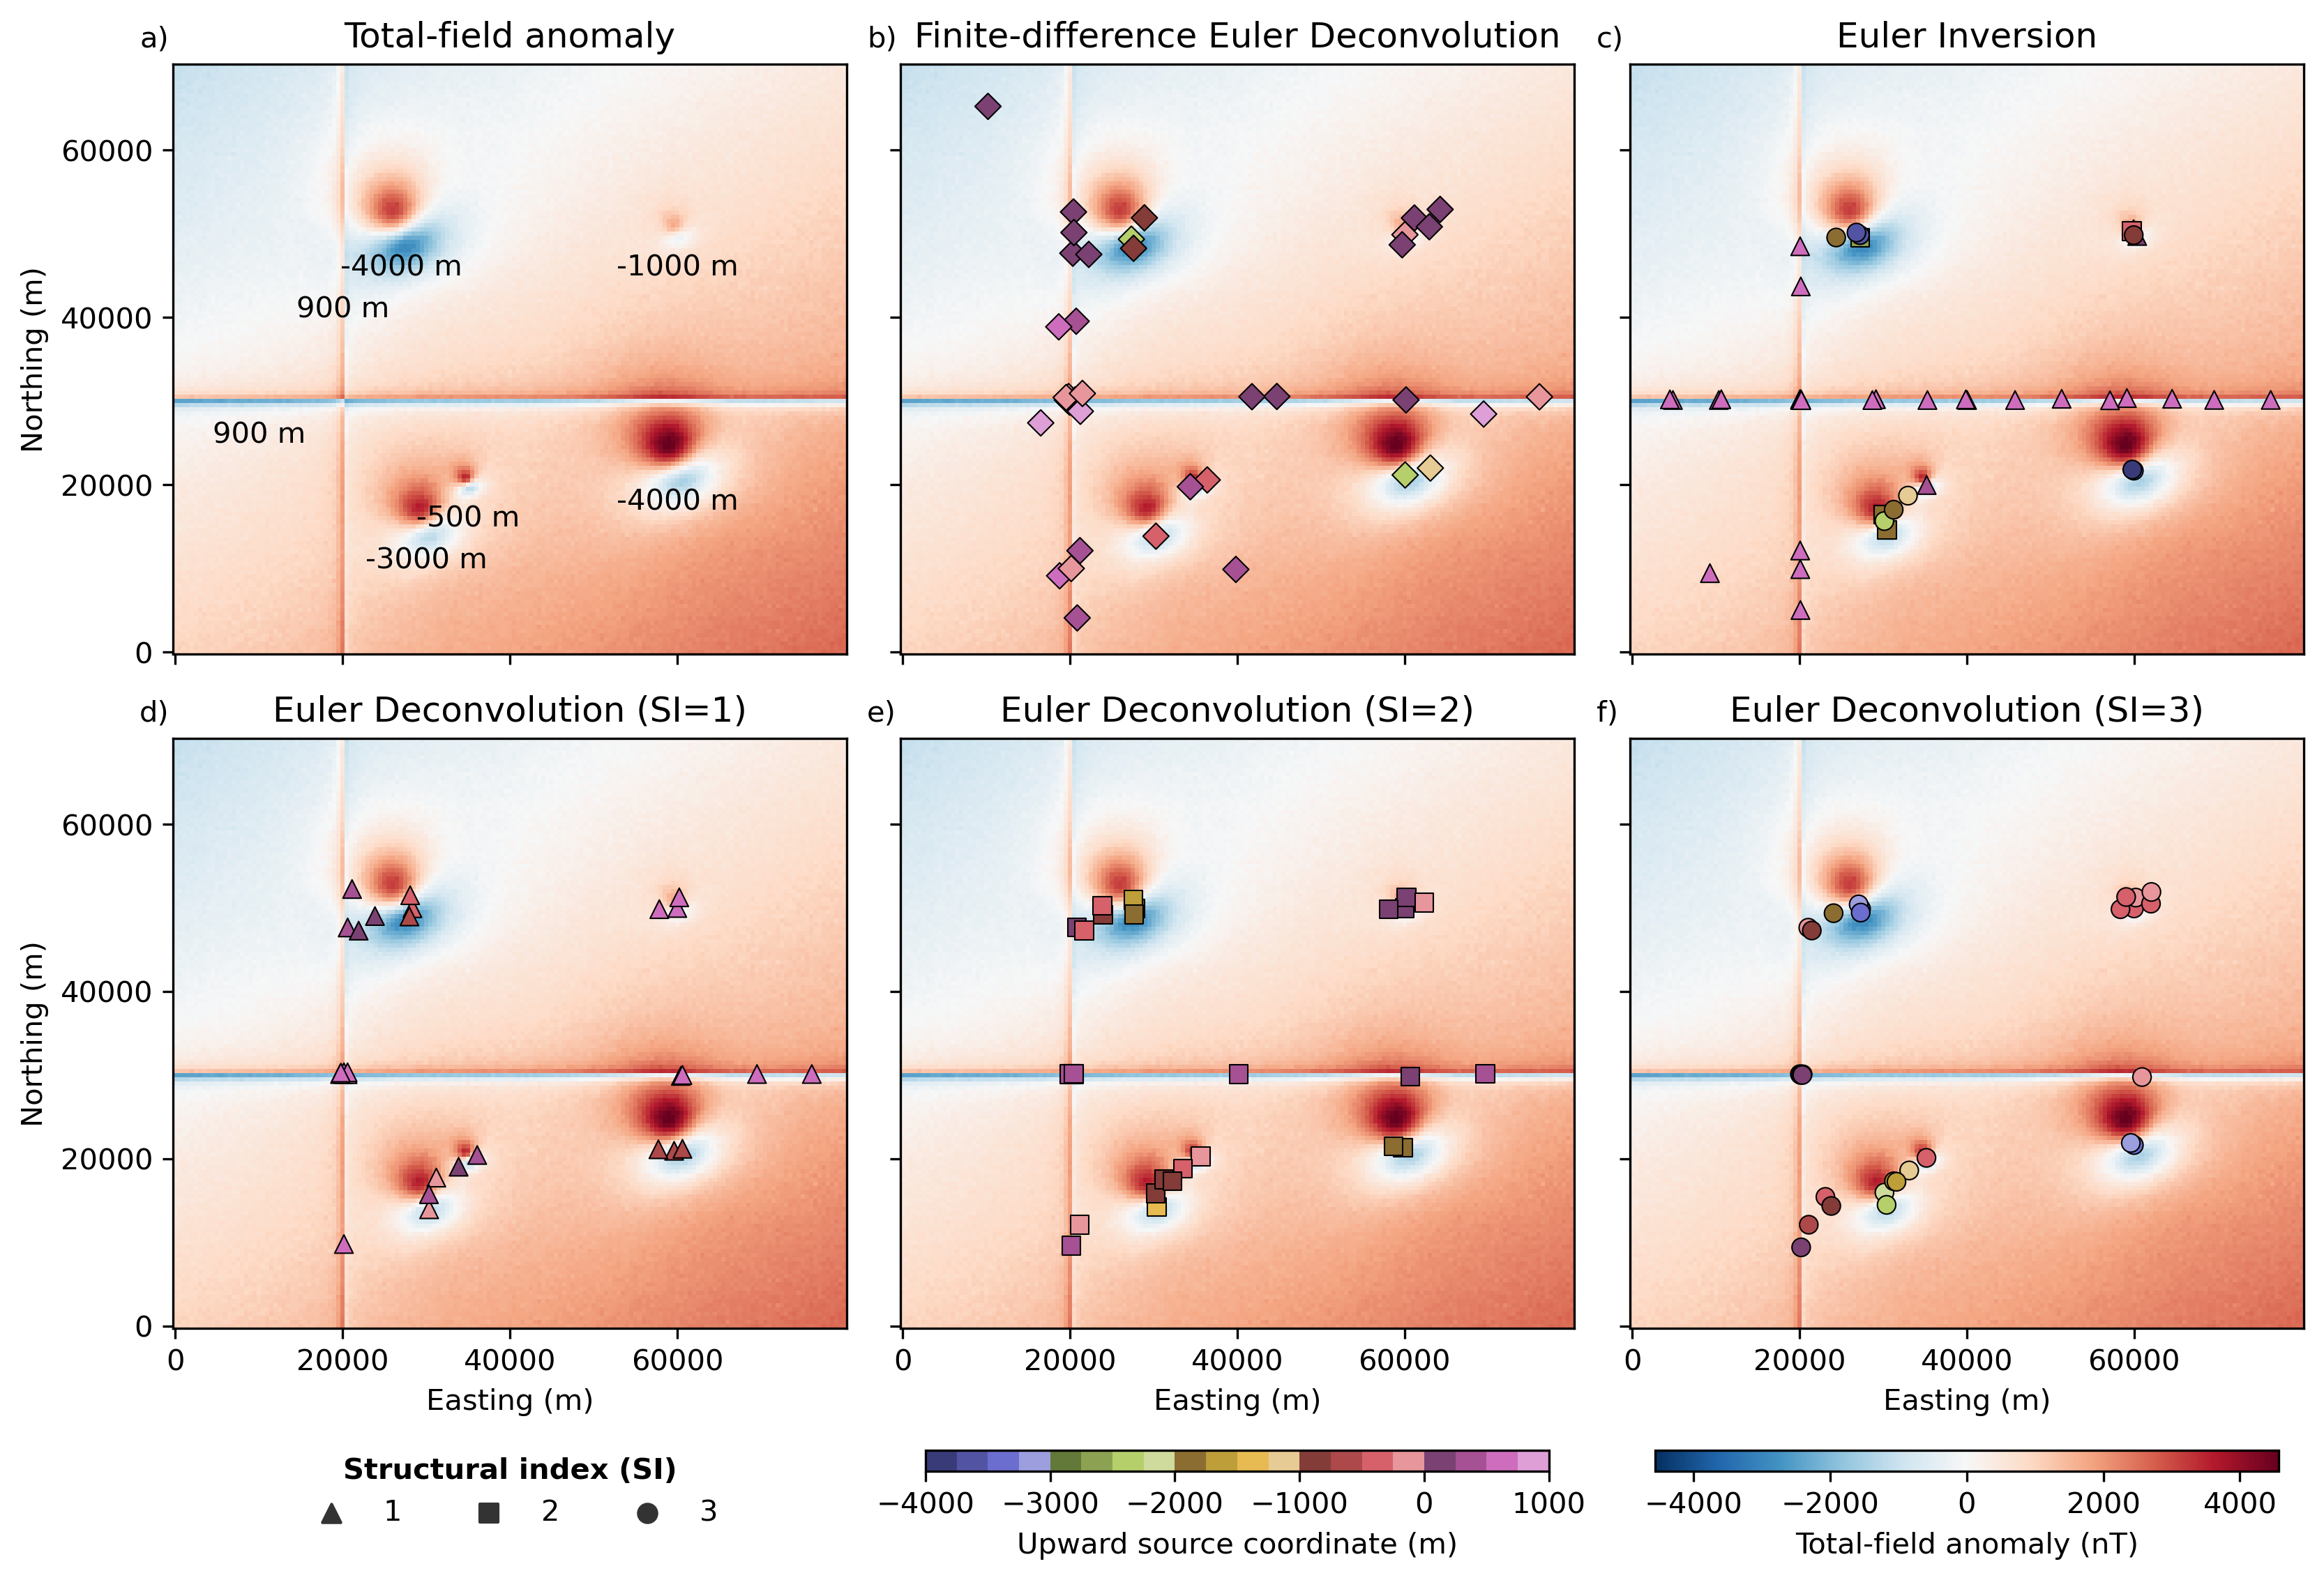 a) Total-field anomaly
b) Finite-difference Euler Deconvolution
c) Euler Inversion
Northing (m)
60000
40000
20000
0
-4000 m
-1000 m
900 m
900 m
-500 m
-4000 m
-3000 m
d) Euler Deconvolution (SI=1)
e) Euler Deconvolution (SI=2)
f) Euler Deconvolution (SI=3)
Northing (m)
60000
40000
20000
0
0 20000 40000 60000
0 20000 40000 60000
0 20000 40000 60000
Easting (m)
Easting (m)
Easting (m)
Structural index (SI)
1 2 3
−4000 −3000 −2000 −1000 0 1000
Upward source coordinate (m)
−4000 −2000 0 2000 4000
Total-field anomaly (nT)